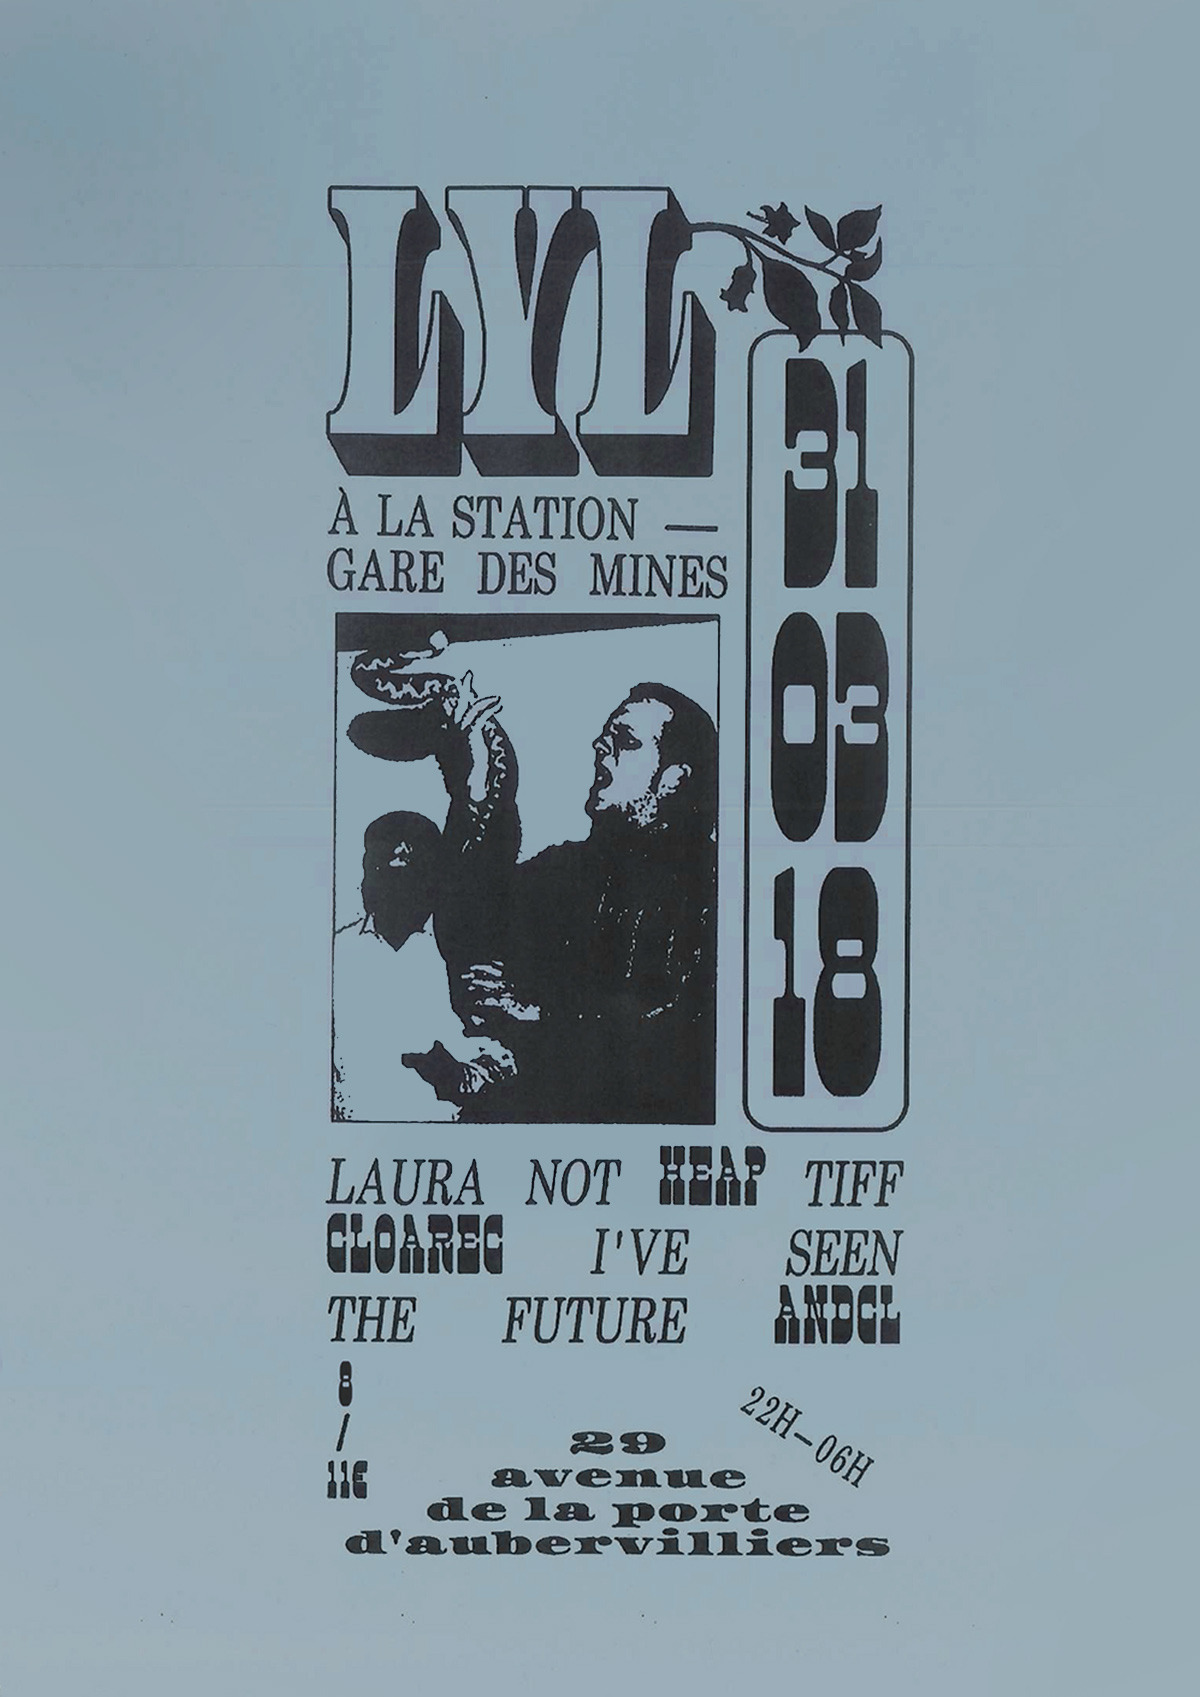 LYL
À LA STATION —
GARE DES MINES
31
03
18
LAURA NOT HEAP TIFF
CLOAREC I'VE SEEN
THE FUTURE ANDCL
8
/
11€
22H—06H
29
avenue
de la porte
d'aubervilliers